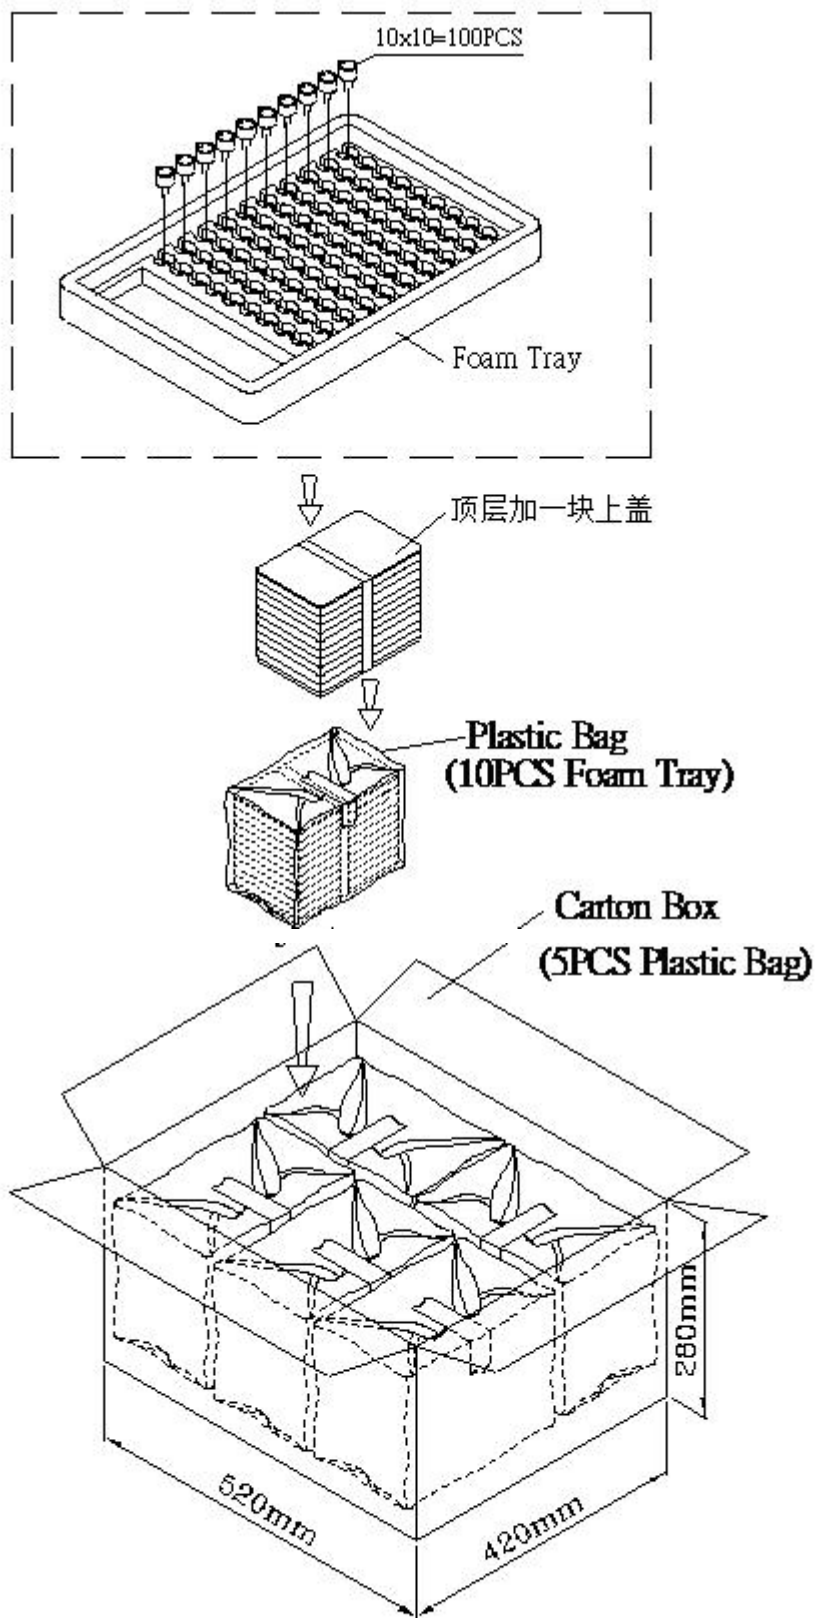 10x10=100PCS
Foam Tray
顶层加一块上盖
Plastic Bag
(10PCS Foam Tray)
Carton Box
(5PCS Plastic Bag)
280mm
520mm
420mm